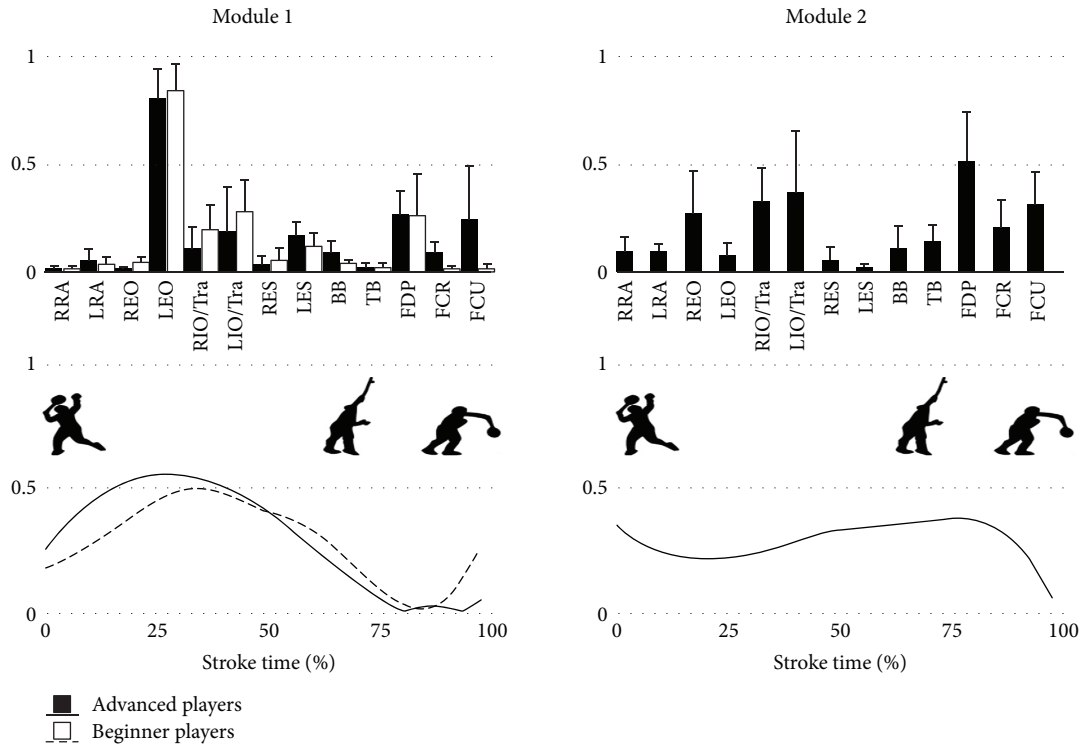 Module 1
1
0.5
0
RRA
LRA
REO
LEO
RIO/Tra
LIO/Tra
RES
LES
BB
TB
FDP
FCR
FCU
1
0.5
0
0 25 50 75 100
Stroke time (%)
Module 2
1
0.5
0
RRA
LRA
REO
LEO
RIO/Tra
LIO/Tra
RES
LES
BB
TB
FDP
FCR
FCU
1
0.5
0
0 25 50 75 100
Stroke time (%)
Advanced players
Beginner players